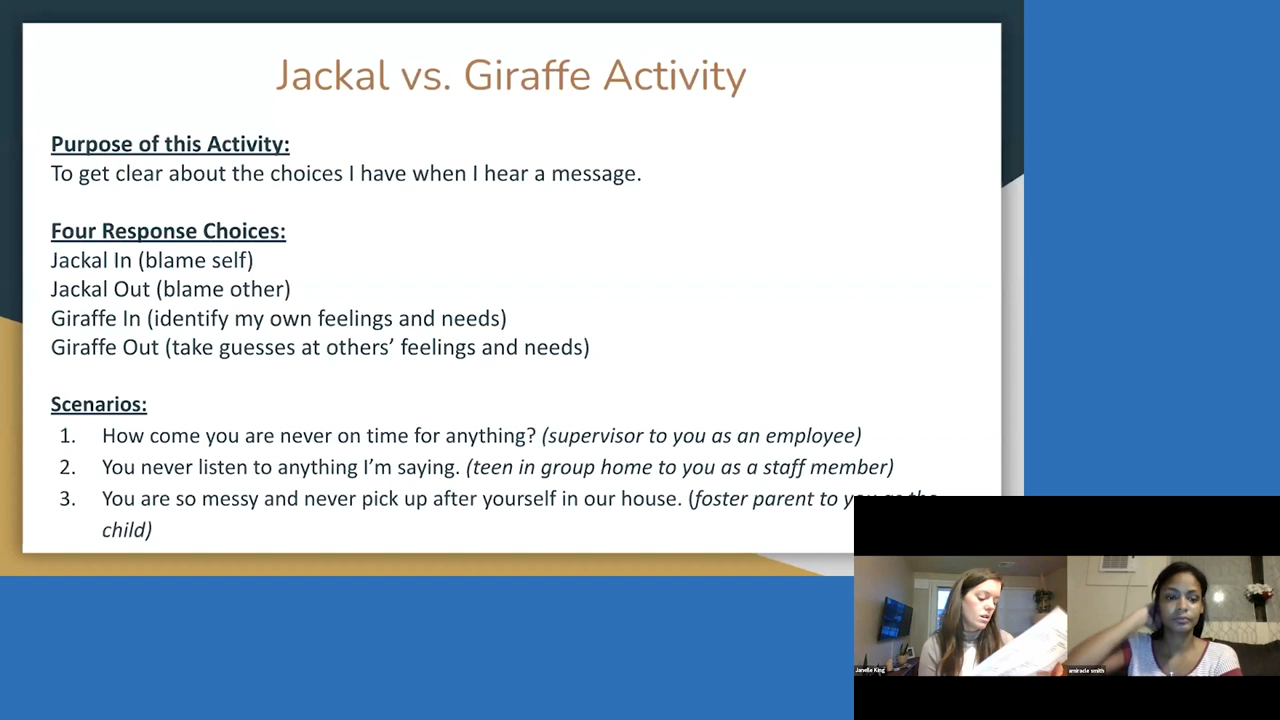 Jackal vs. Giraffe Activity
Purpose of this Activity:
To get clear about the choices I have when I hear a message.
Four Response Choices:
Jackal In (blame self)
Jackal Out (blame other)
Giraffe In (identify my own feelings and needs)
Giraffe Out (take guesses at others’ feelings and needs)
Scenarios:
1. How come you are never on time for anything? (supervisor to you as an employee)
2. You never listen to anything I’m saying. (teen in group home to you as a staff member)
3. You are so messy and never pick up after yourself in our house. (foster parent to you as the
child)
Janelle King
amiracle smith